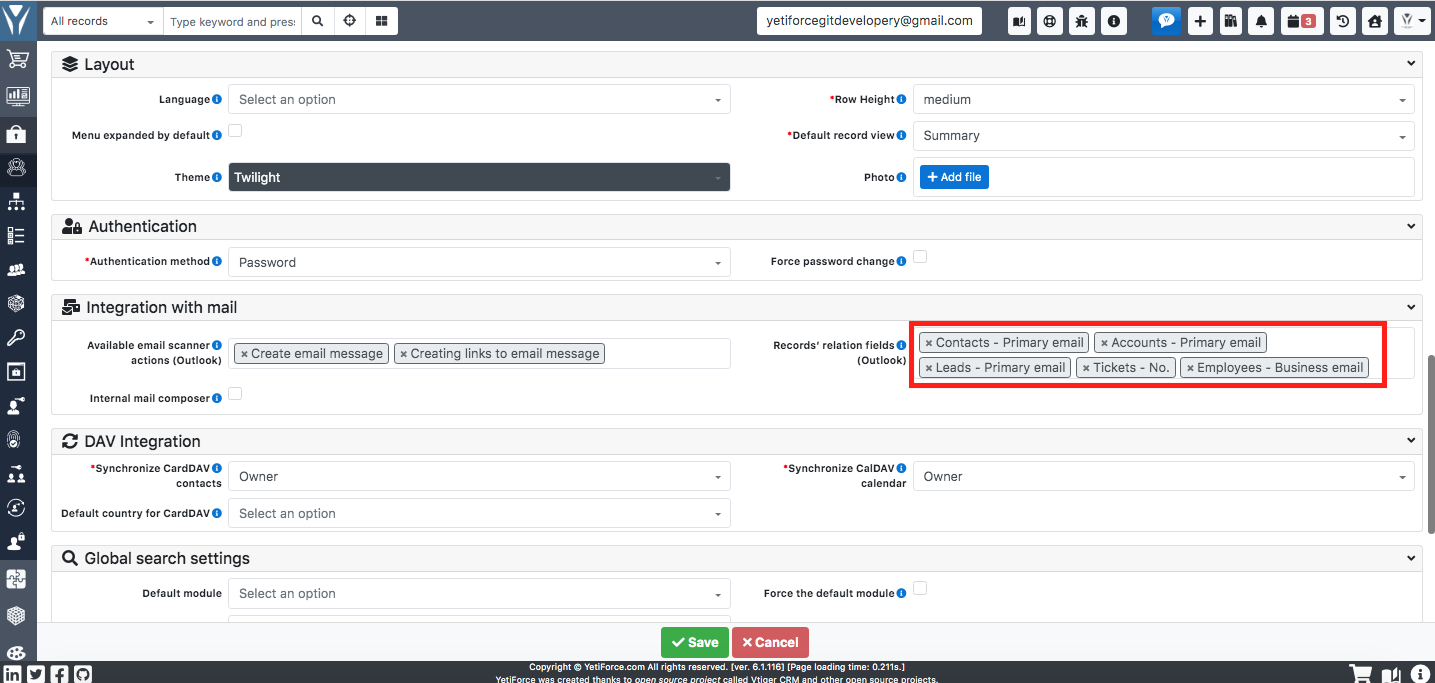 All records
Type keyword and press
yetiforcegitdevelopery@gmail.com
3
Layout
Language
Select an option
*Row Height
medium
Menu expanded by default
*Default record view
Summary
Theme
Twilight
Photo
Add file
Authentication
*Authentication method
Password
Force password change
Integration with mail
Available email scanner
actions (Outlook)
× Create email message × Creating links to email message
Records’ relation fields
(Outlook)
× Contacts - Primary email × Accounts - Primary email
× Leads - Primary email × Tickets - No. × Employees - Business email
Internal mail composer
DAV Integration
*Synchronize CardDAV
contacts
Owner
*Synchronize CalDAV
calendar
Owner
Default country for CardDAV
Select an option
Global search settings
Default module
Select an option
Force the default module
Save
Cancel
Copyright © YetiForce.com All rights reserved. [ver. 6.1.116] [Page loading time: 0.211s.]
YetiForce was created thanks to open source project called Vtiger CRM and other open source projects.